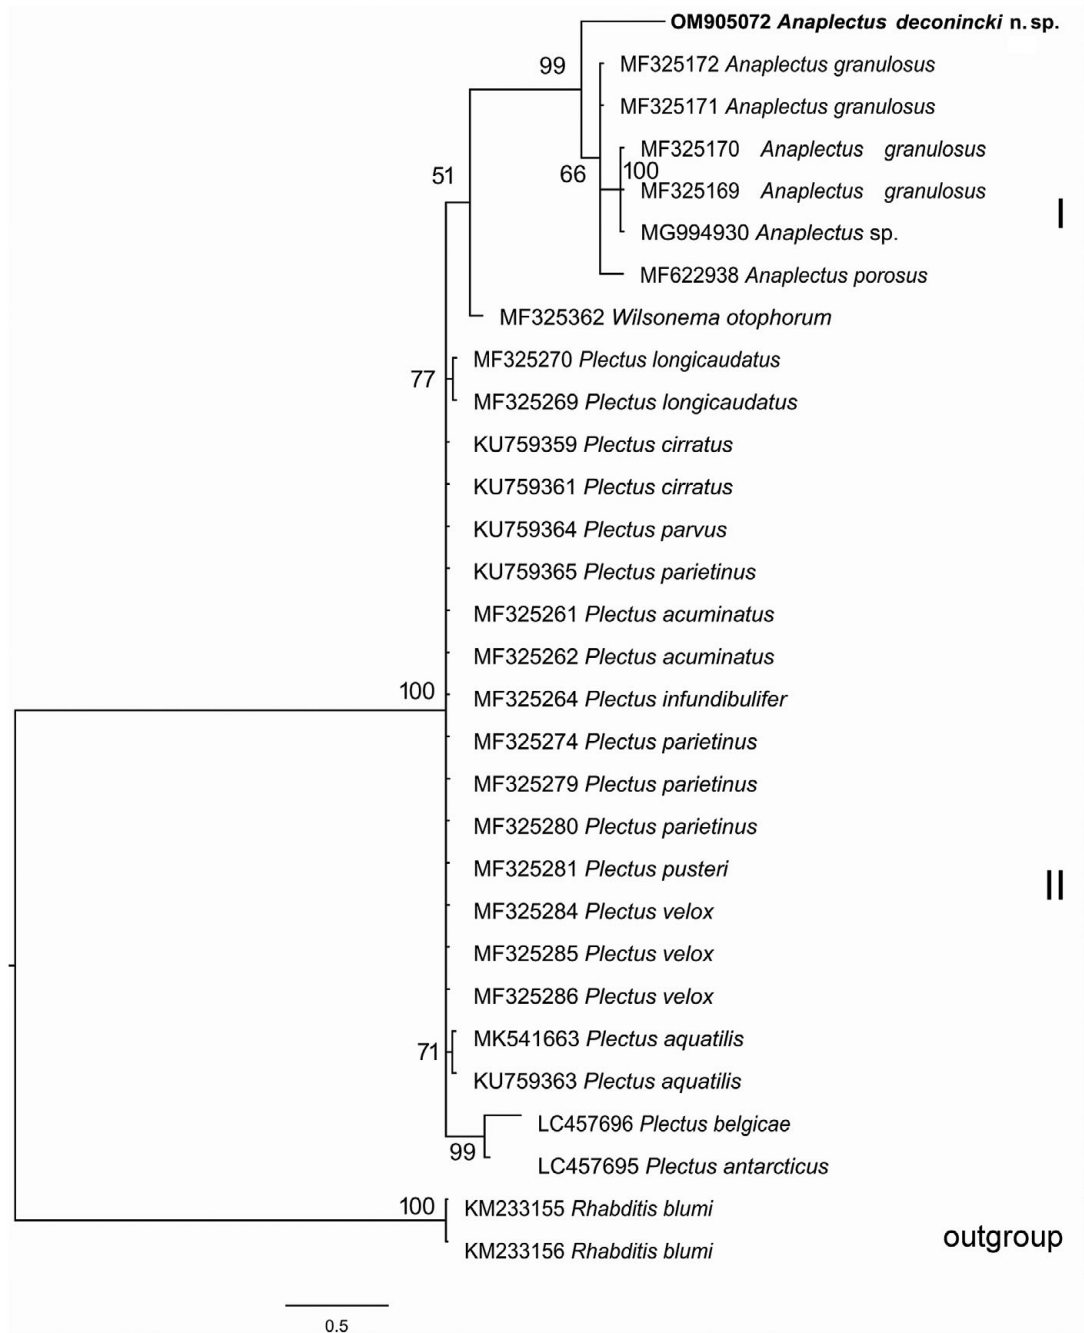 OM905072 Anaplectus deconincki n. sp.
99
MF325172 Anaplectus granulosus
MF325171 Anaplectus granulosus
MF325170 Anaplectus granulosus
51
66
100
MF325169 Anaplectus granulosus
I
MG994930 Anaplectus sp.
MF622938 Anaplectus porosus
MF325362 Wilsonema otophorum
MF325270 Plectus longicaudatus
77
MF325269 Plectus longicaudatus
KU759359 Plectus cirratus
KU759361 Plectus cirratus
KU759364 Plectus parvus
KU759365 Plectus parietinus
MF325261 Plectus acuminatus
MF325262 Plectus acuminatus
100
MF325264 Plectus infundibulifer
MF325274 Plectus parietinus
MF325279 Plectus parietinus
MF325280 Plectus parietinus
MF325281 Plectus pusteri
II
MF325284 Plectus velox
MF325285 Plectus velox
MF325286 Plectus velox
MK541663 Plectus aquatilis
71
KU759363 Plectus aquatilis
LC457696 Plectus belgicae
99
LC457695 Plectus antarcticus
100
KM233155 Rhabditis blumi
outgroup
KM233156 Rhabditis blumi
0.5